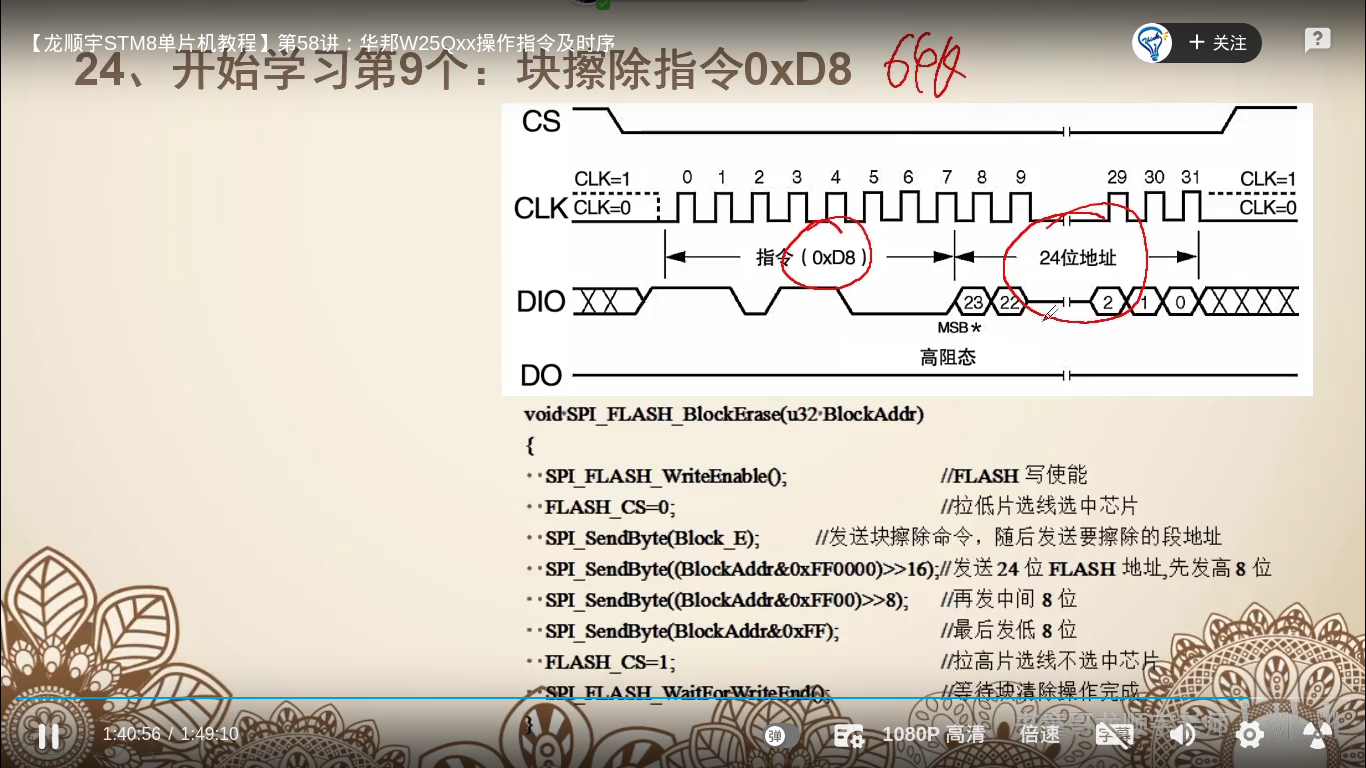 【龙顺宇STM8单片机教程】第58讲：华邦W25Qxx操作指令及时序
+ 关注
?
24、开始学习第9个：块擦除指令0xD8
CS
CLK=1
0 1 2 3 4 5 6 7 8 9 29 30 31
CLK=1
CLK
CLK=0
CLK=0
指令（0xD8）
24位地址
DIO
23 22 2 1 0
MSB*
高阻态
DO
void SPI_FLASH_BlockErase(u32 BlockAddr)
{
SPI_FLASH_WriteEnable(); //FLASH 写使能
FLASH_CS=0; //拉低片选线选中芯片
SPI_SendByte(Block_E); //发送块擦除命令，随后发送要擦除的段地址
SPI_SendByte((BlockAddr&0xFF0000)>>16);//发送 24 位 FLASH 地址,先发高 8 位
SPI_SendByte((BlockAddr&0xFF00)>>8); //再发中间 8 位
SPI_SendByte(BlockAddr&0xFF); //最后发低 8 位
FLASH_CS=1; //拉高片选线不选中芯片
SPI_FLASH_WaitForWriteEnd(); //等待块清除操作完成
}
1:40:56 / 1:49:10
弹
1080P 高清
倍速
字幕